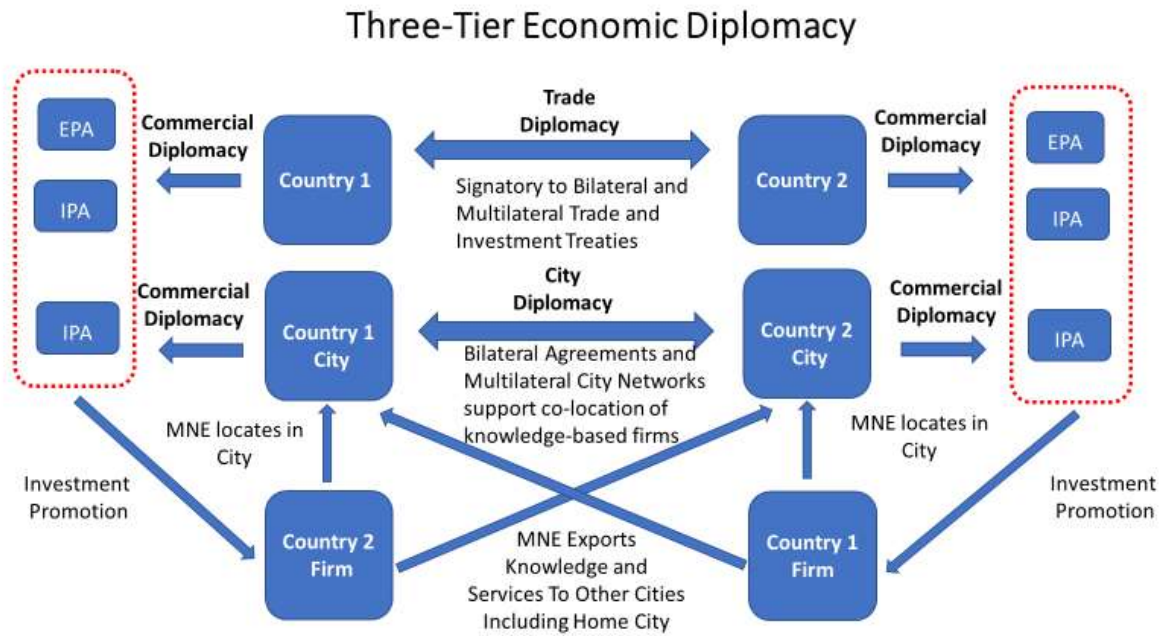 Three-Tier Economic Diplomacy
EPA
IPA
IPA
Commercial
Diplomacy
Country 1
Trade
Diplomacy
Signatory to Bilateral and
Multilateral Trade and
Investment Treaties
Country 2
Commercial
Diplomacy
EPA
IPA
IPA
Commercial
Diplomacy
Country 1
City
City
Diplomacy
Bilateral Agreements and
Multilateral City Networks
support co-location of
knowledge-based firms
Country 2
City
Commercial
Diplomacy
MNE locates in
City
MNE locates in
City
Investment
Promotion
Country 2
Firm
MNE Exports
Knowledge and
Services To Other Cities
Including Home City
Country 1
Firm
Investment
Promotion